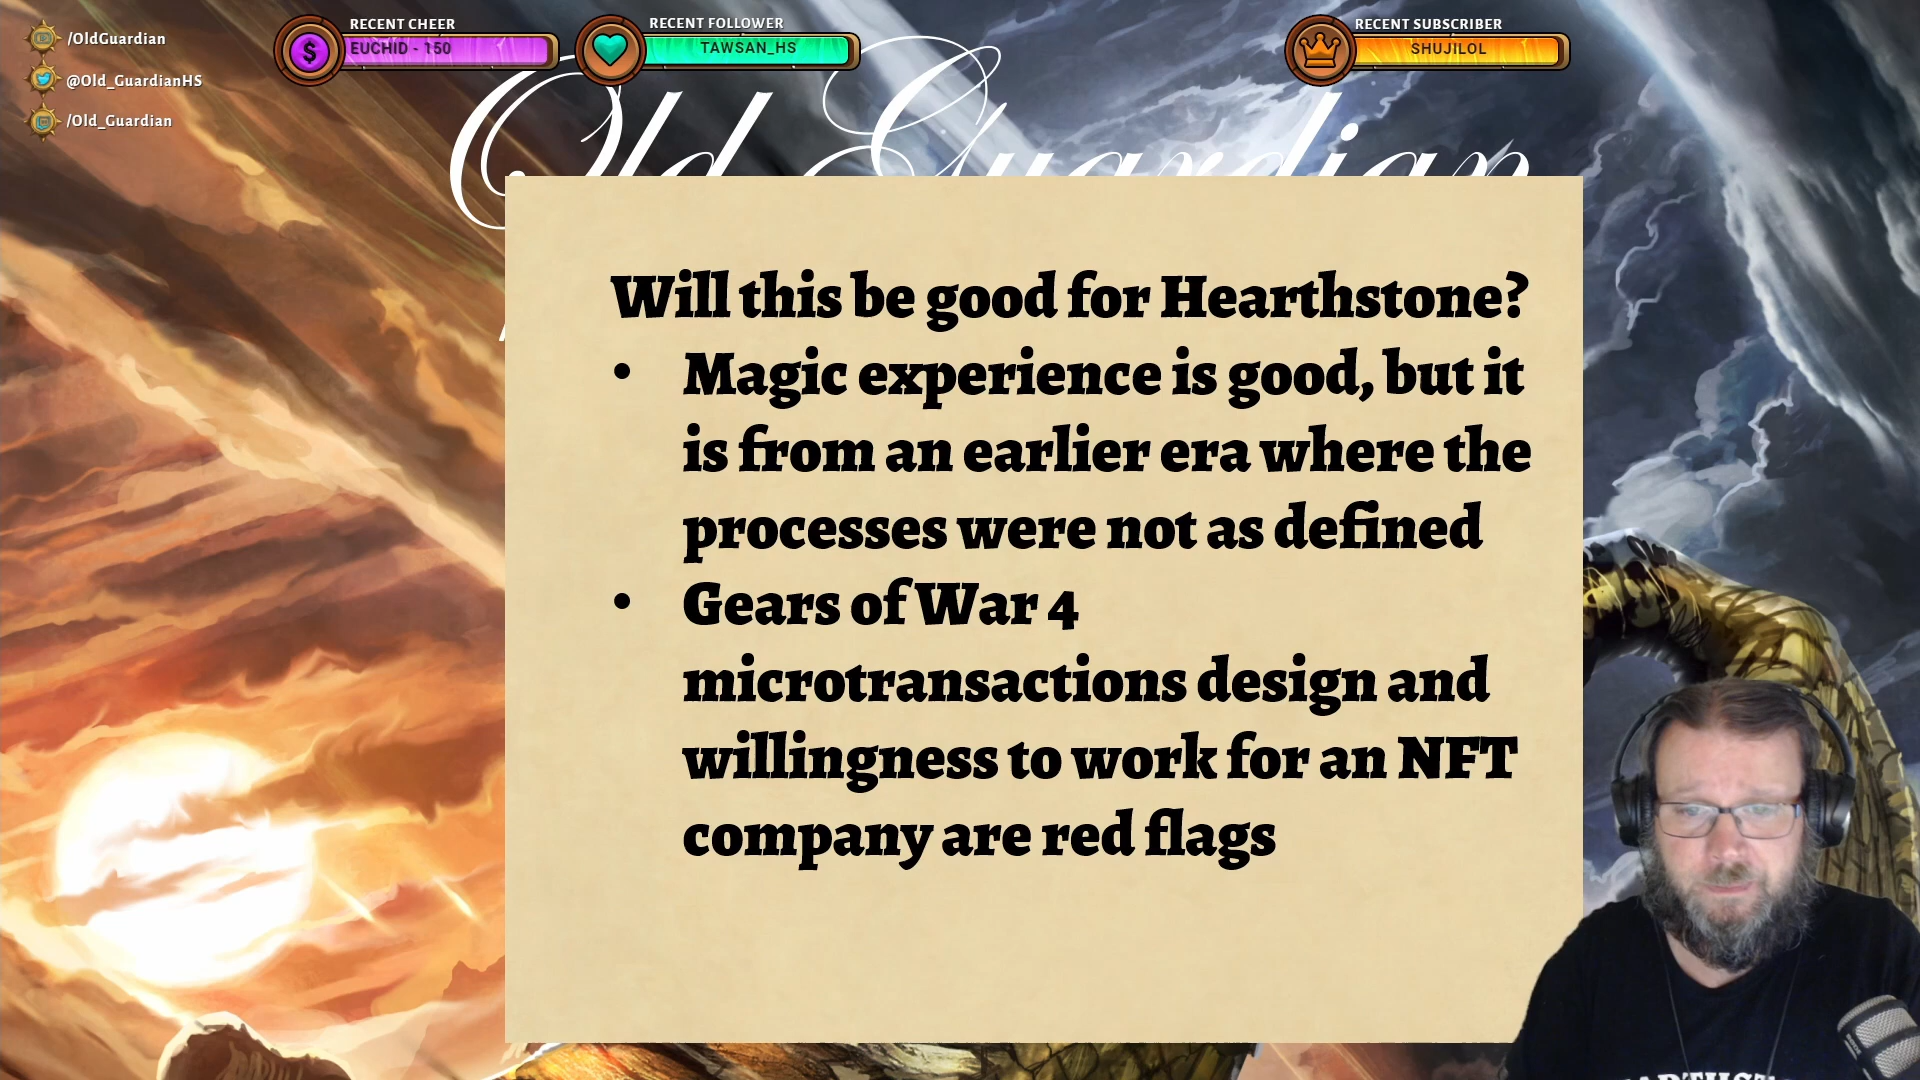 /OldGuardian
@Old_GuardianHS
/Old_Guardian
RECENT CHEER
EUCHID - 150
RECENT FOLLOWER
TAWSAN_HS
RECENT SUBSCRIBER
SHUJILOL
Old Guardian
Will this be good for Hearthstone?
• Magic experience is good, but it
is from an earlier era where the
processes were not as defined
• Gears of War 4
microtransactions design and
willingness to work for an NFT
company are red flags